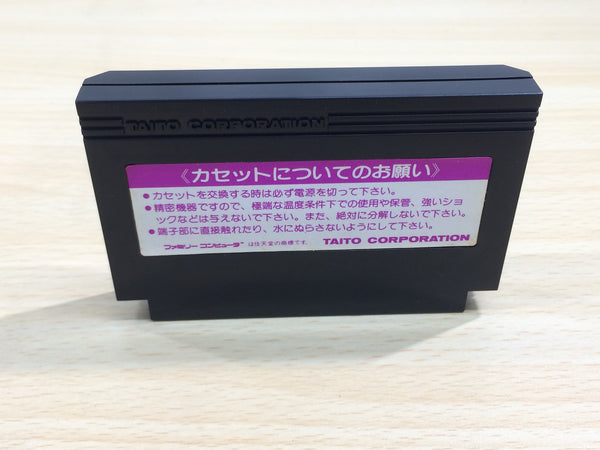 TAITO CORPORATION
《カセットについてのお願い》
●カセットを交換する時は必ず電源を切って下さい。
●精密機器ですので、極端な温度条件下での使用や保管、強いショ
ックなどは与えないで下さい。また、絶対に分解しないで下さい。
●端子部に直接触れたり、水にぬらさないようにして下さい。
ファミリーコンピュータ は任天堂の商標です。 TAITO CORPORATION